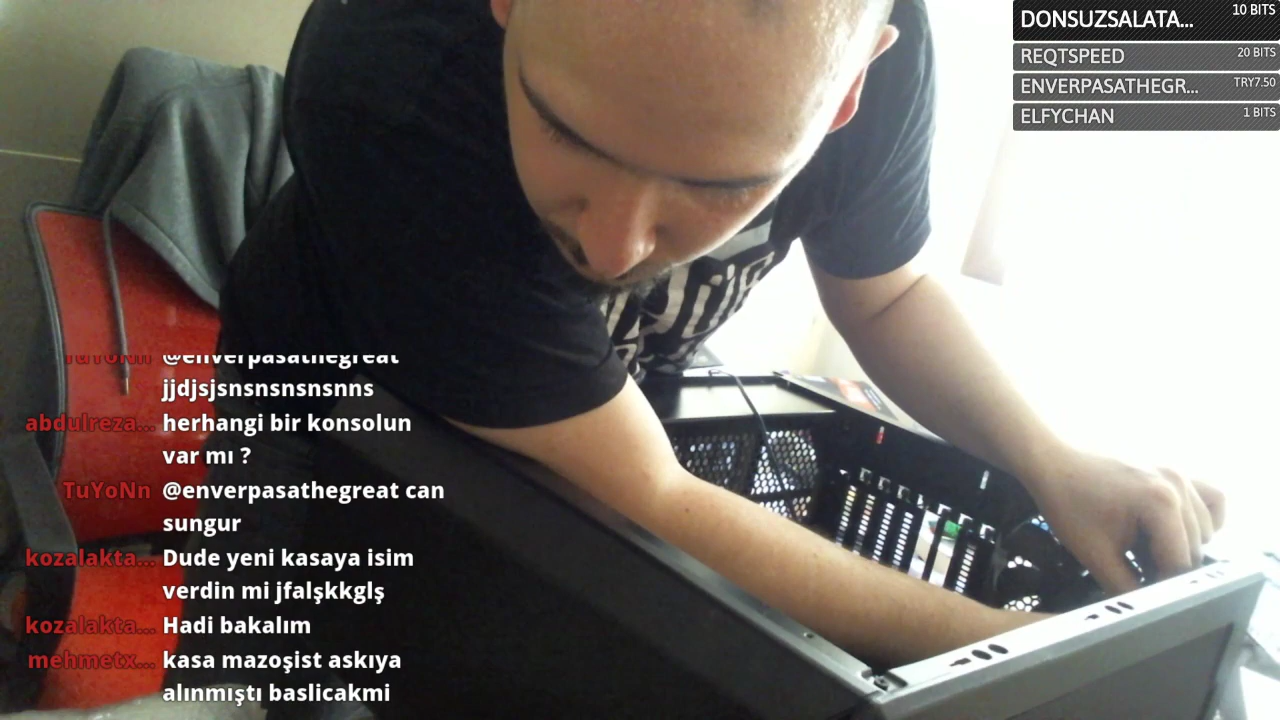 DONSUZSALATA... 10 BITS
REQTSPEED 20 BITS
ENVERPASATHEGR... TRY7.50
ELFYCHAN 1 BITS
TuYoNn @enverpasathegreat
jjdjsjsnsnsnsnsnns
abdulreza... herhangi bir konsolun
var mı ?
TuYoNn @enverpasathegreat can
sungur
kozalakta... Dude yeni kasaya isim
verdin mi jfalşkkglş
kozalakta... Hadi bakalım
mehmetx... kasa mazoşist askıya
alınmıştı baslicakmi